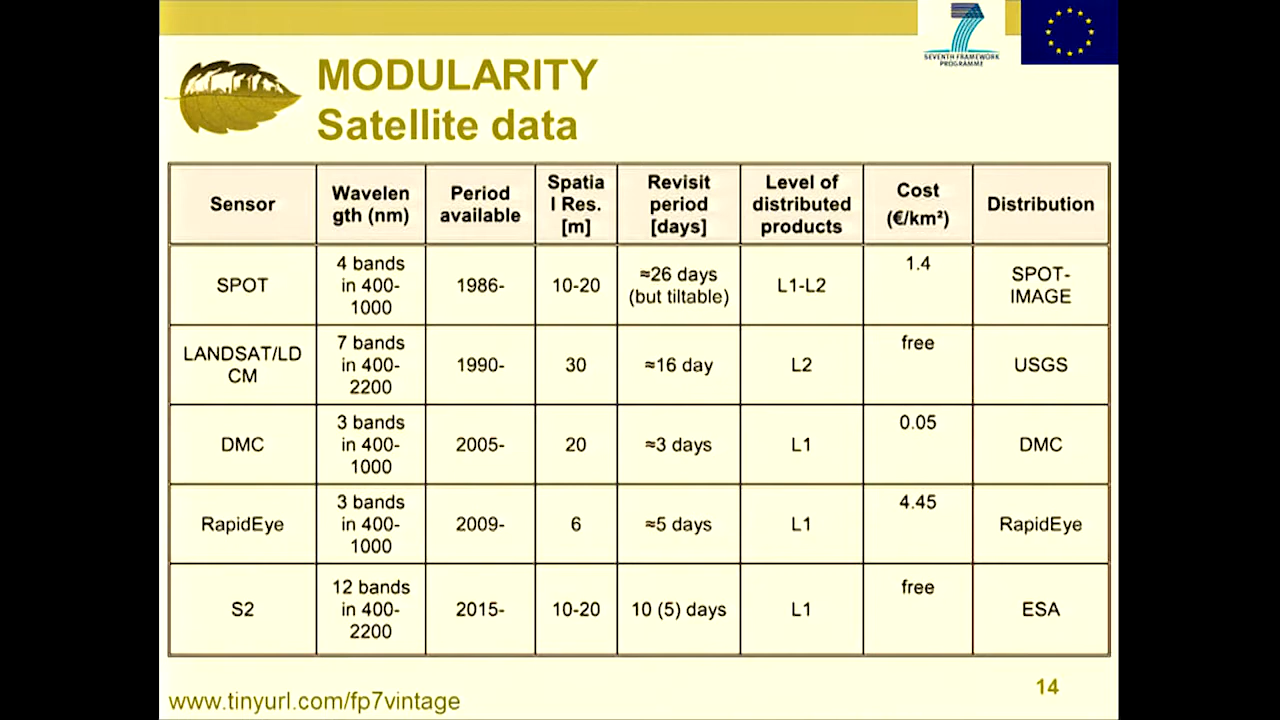 7
SEVENTH FRAMEWORK
PROGRAMME
MODULARITY
Satellite data
Sensor
Wavelen
gth (nm)
Period
available
Spatia
l Res.
[m]
Revisit
period
[days]
Level of
distributed
products
Cost
(€/km²)
Distribution
SPOT
4 bands
in 400-
1000
1986-
10-20
≈26 days
(but tiltable)
L1-L2
1.4
SPOT-
IMAGE
LANDSAT/LD
CM
7 bands
in 400-
2200
1990-
30
≈16 day
L2
free
USGS
DMC
3 bands
in 400-
1000
2005-
20
≈3 days
L1
0.05
DMC
RapidEye
3 bands
in 400-
1000
2009-
6
≈5 days
L1
4.45
RapidEye
S2
12 bands
in 400-
2200
2015-
10-20
10 (5) days
L1
free
ESA
www.tinyurl.com/fp7vintage
14